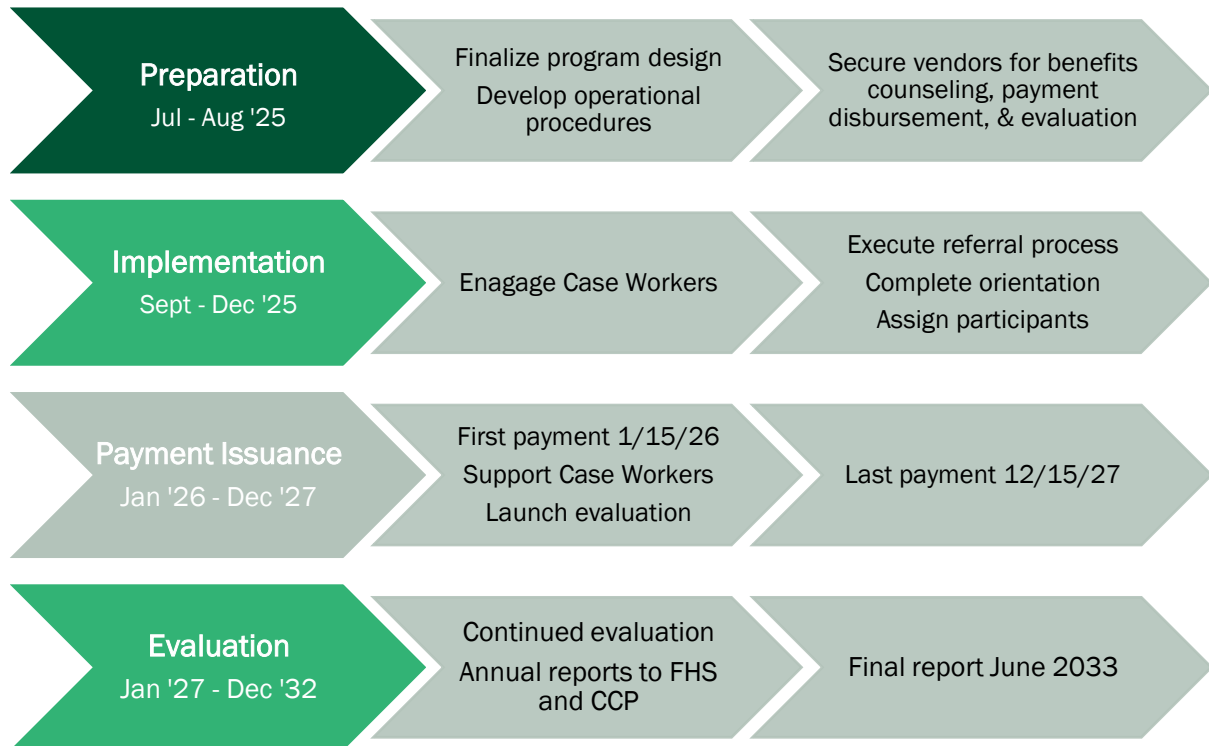 Preparation
Jul - Aug '25
Finalize program design
Develop operational
procedures
Secure vendors for benefits
counseling, payment
disbursement, & evaluation
Implementation
Sept - Dec '25
Enagage Case Workers
Execute referral process
Complete orientation
Assign participants
Payment Issuance
Jan '26 - Dec '27
First payment 1/15/26
Support Case Workers
Launch evaluation
Last payment 12/15/27
Evaluation
Jan '27 - Dec '32
Continued evaluation
Annual reports to FHS
and CCP
Final report June 2033